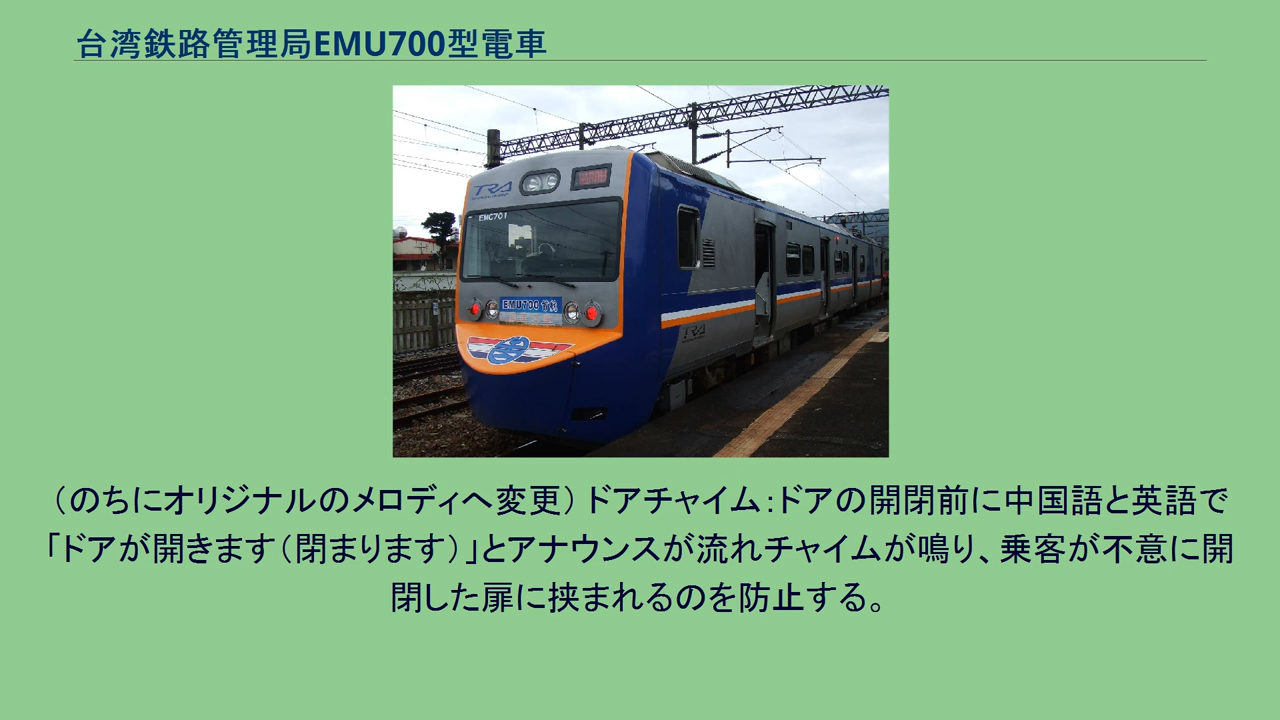 台湾鉄路管理局EMU700型電車
TRA
EMC701
EMU700
TRA
（のちにオリジナルのメロディへ変更）ドアチャイム：ドアの開閉前に中国語と英語で
「ドアが開きます（閉まります）」とアナウンスが流れチャイムが鳴り、乗客が不意に開
閉した扉に挟まれるのを防止する。